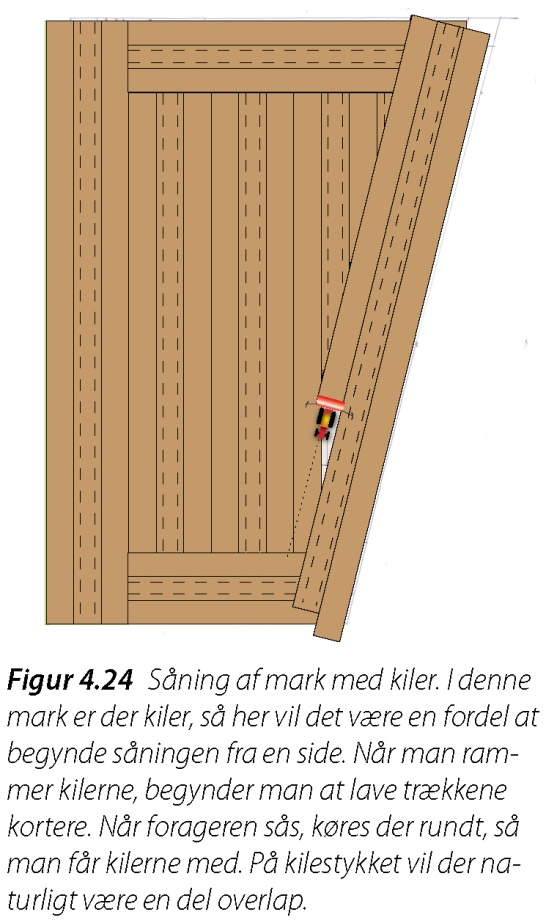 Figur 4.24 Såning af mark med kiler. I denne
mark er der kiler, så her vil det være en fordel at
begynde såningen fra en side. Når man ram-
mer kilerne, begynder man at lave trækkene
kortere. Når forageren sås, køres der rundt, så
man får kilerne med. På kilestykket vil der na-
turligt være en del overlap.